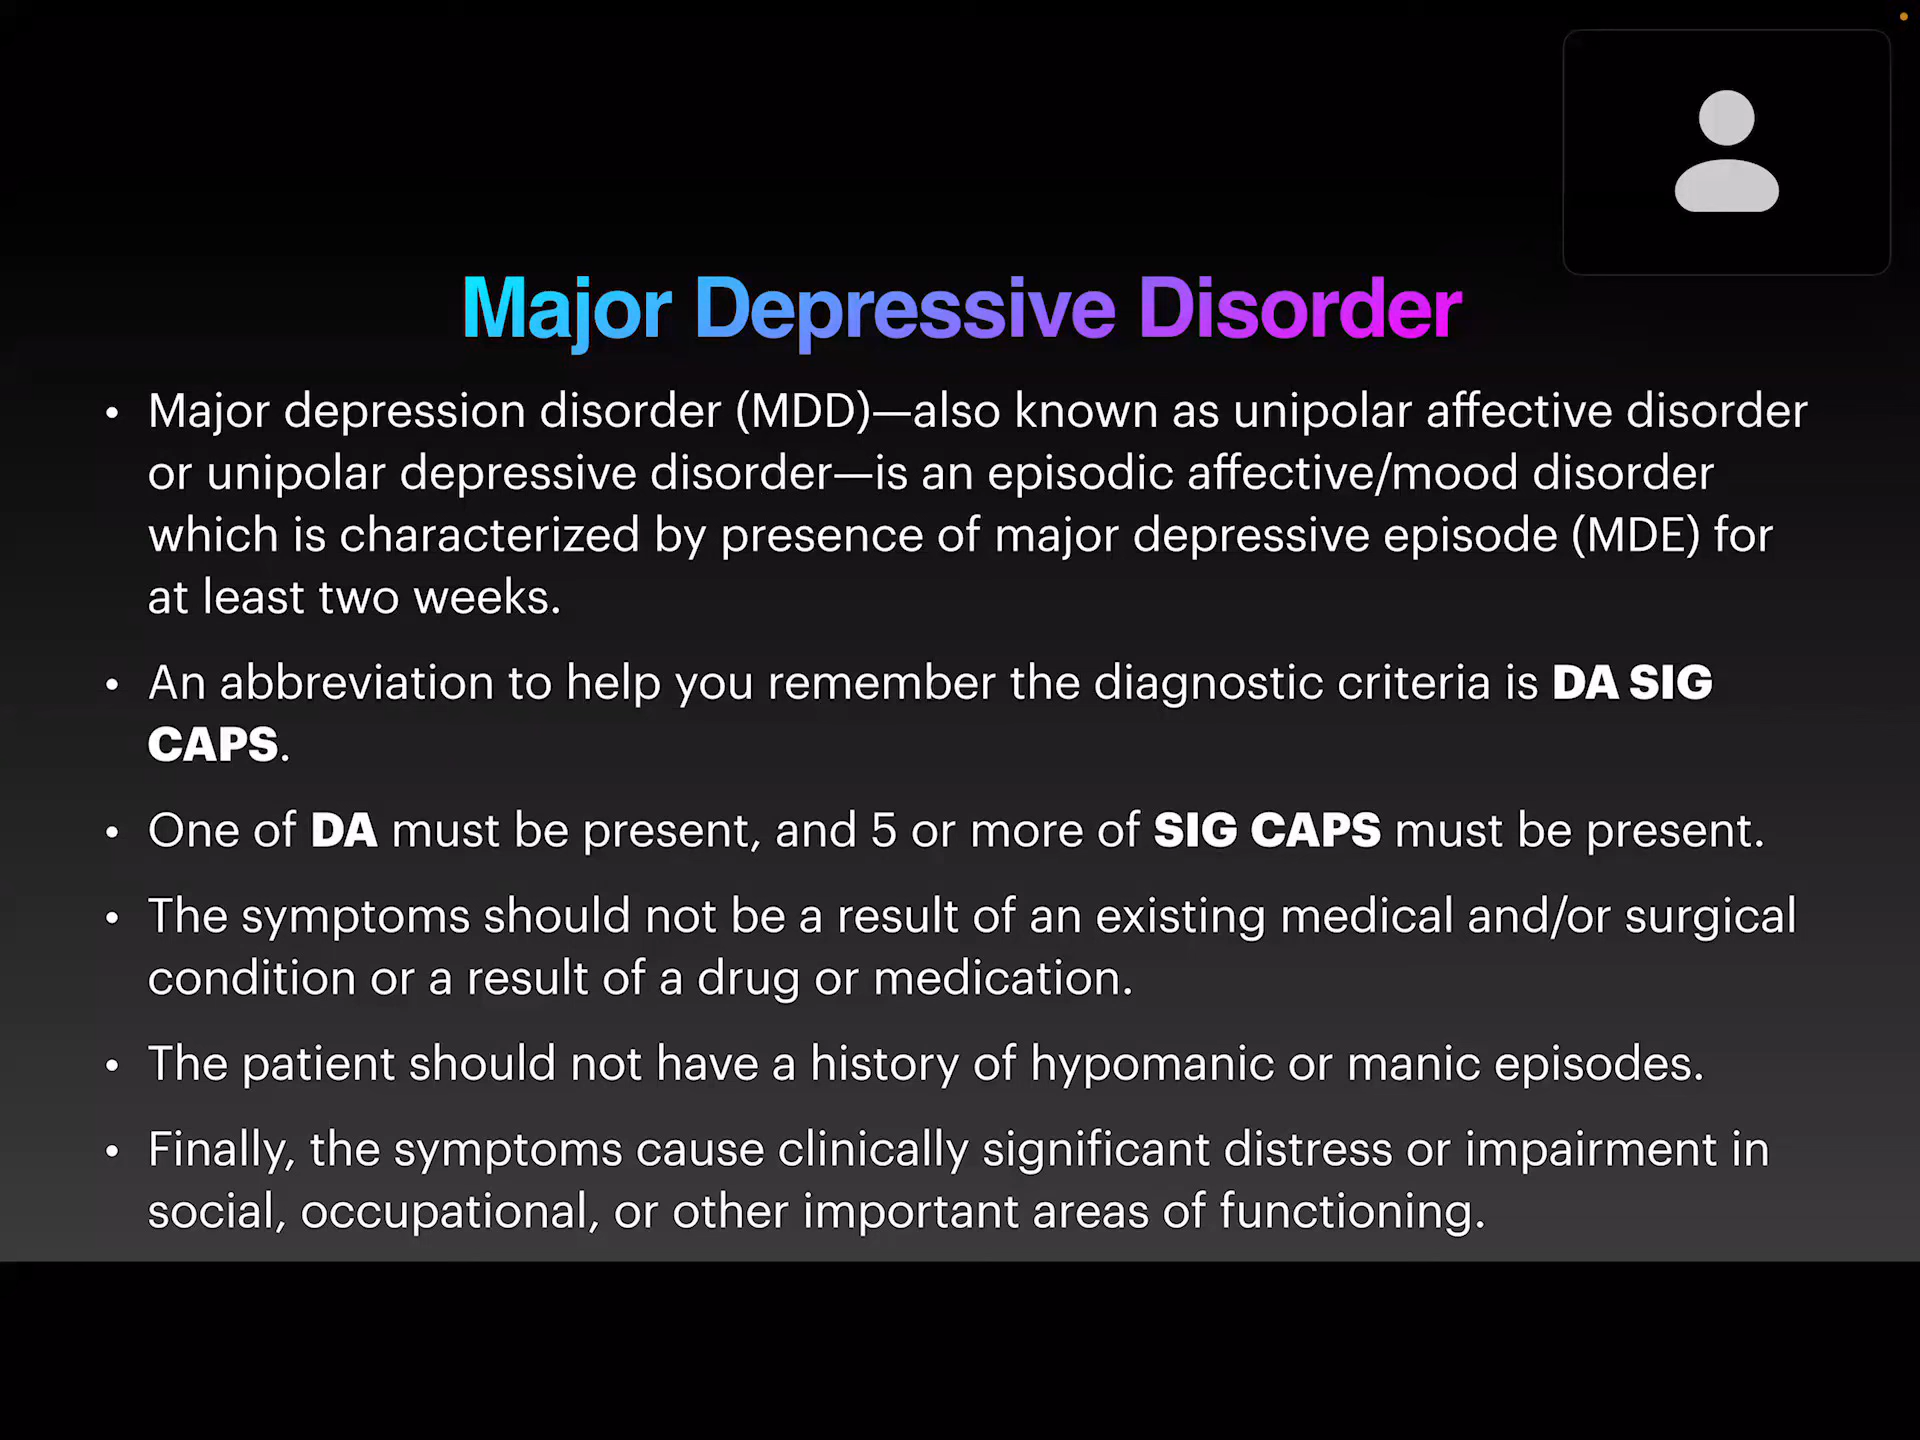 Major Depressive Disorder
• Major depression disorder (MDD)—also known as unipolar affective disorder
or unipolar depressive disorder—is an episodic affective/mood disorder
which is characterized by presence of major depressive episode (MDE) for
at least two weeks.
• An abbreviation to help you remember the diagnostic criteria is DA SIG
CAPS.
• One of DA must be present, and 5 or more of SIG CAPS must be present.
• The symptoms should not be a result of an existing medical and/or surgical
condition or a result of a drug or medication.
• The patient should not have a history of hypomanic or manic episodes.
• Finally, the symptoms cause clinically significant distress or impairment in
social, occupational, or other important areas of functioning.